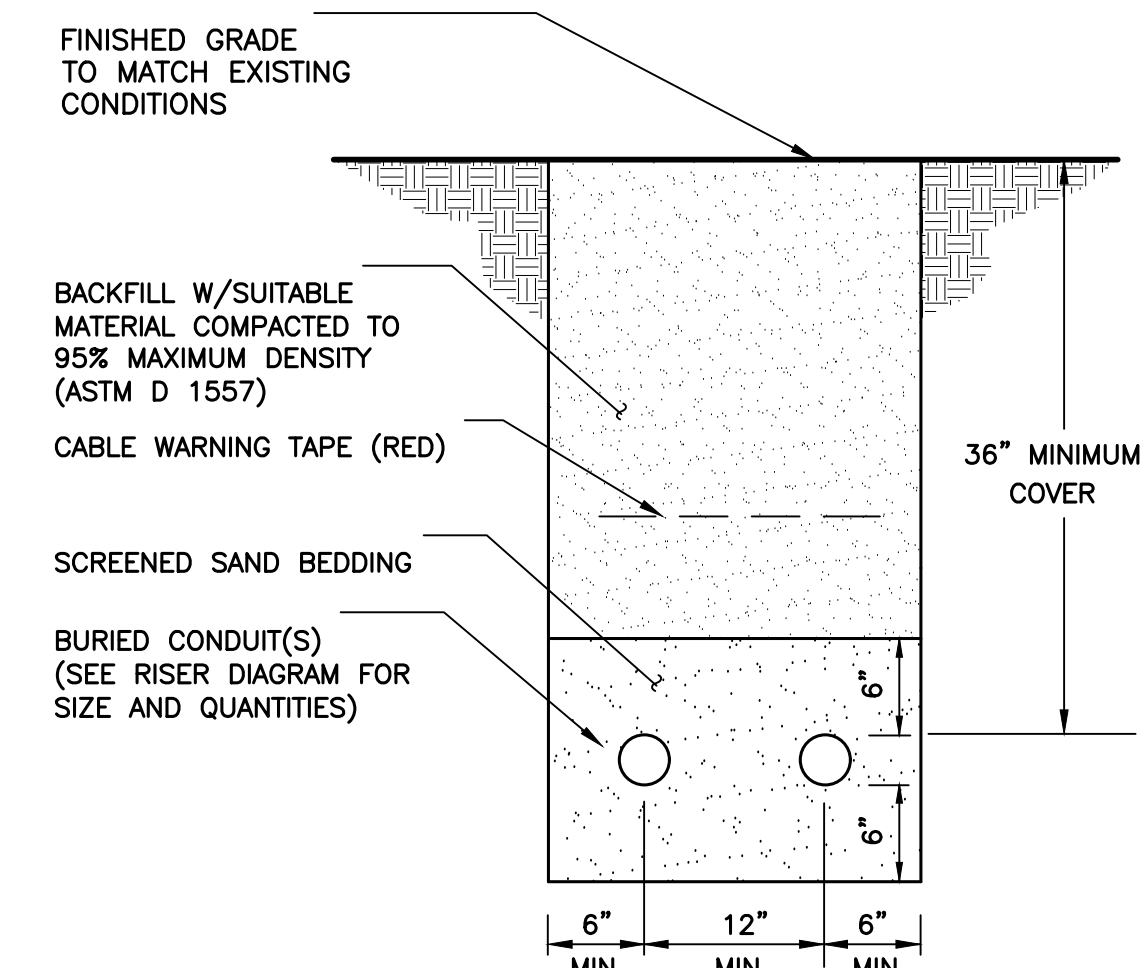 FINISHED GRADE
TO MATCH EXISTING
CONDITIONS
BACKFILL W/SUITABLE
MATERIAL COMPACTED TO
95% MAXIMUM DENSITY
(ASTM D 1557)
CABLE WARNING TAPE (RED)
36" MINIMUM
COVER
SCREENED SAND BEDDING
BURIED CONDUIT(S)
(SEE RISER DIAGRAM FOR
SIZE AND QUANTITIES)
6"
6"
6" 12" 6"
MIN MIN MIN